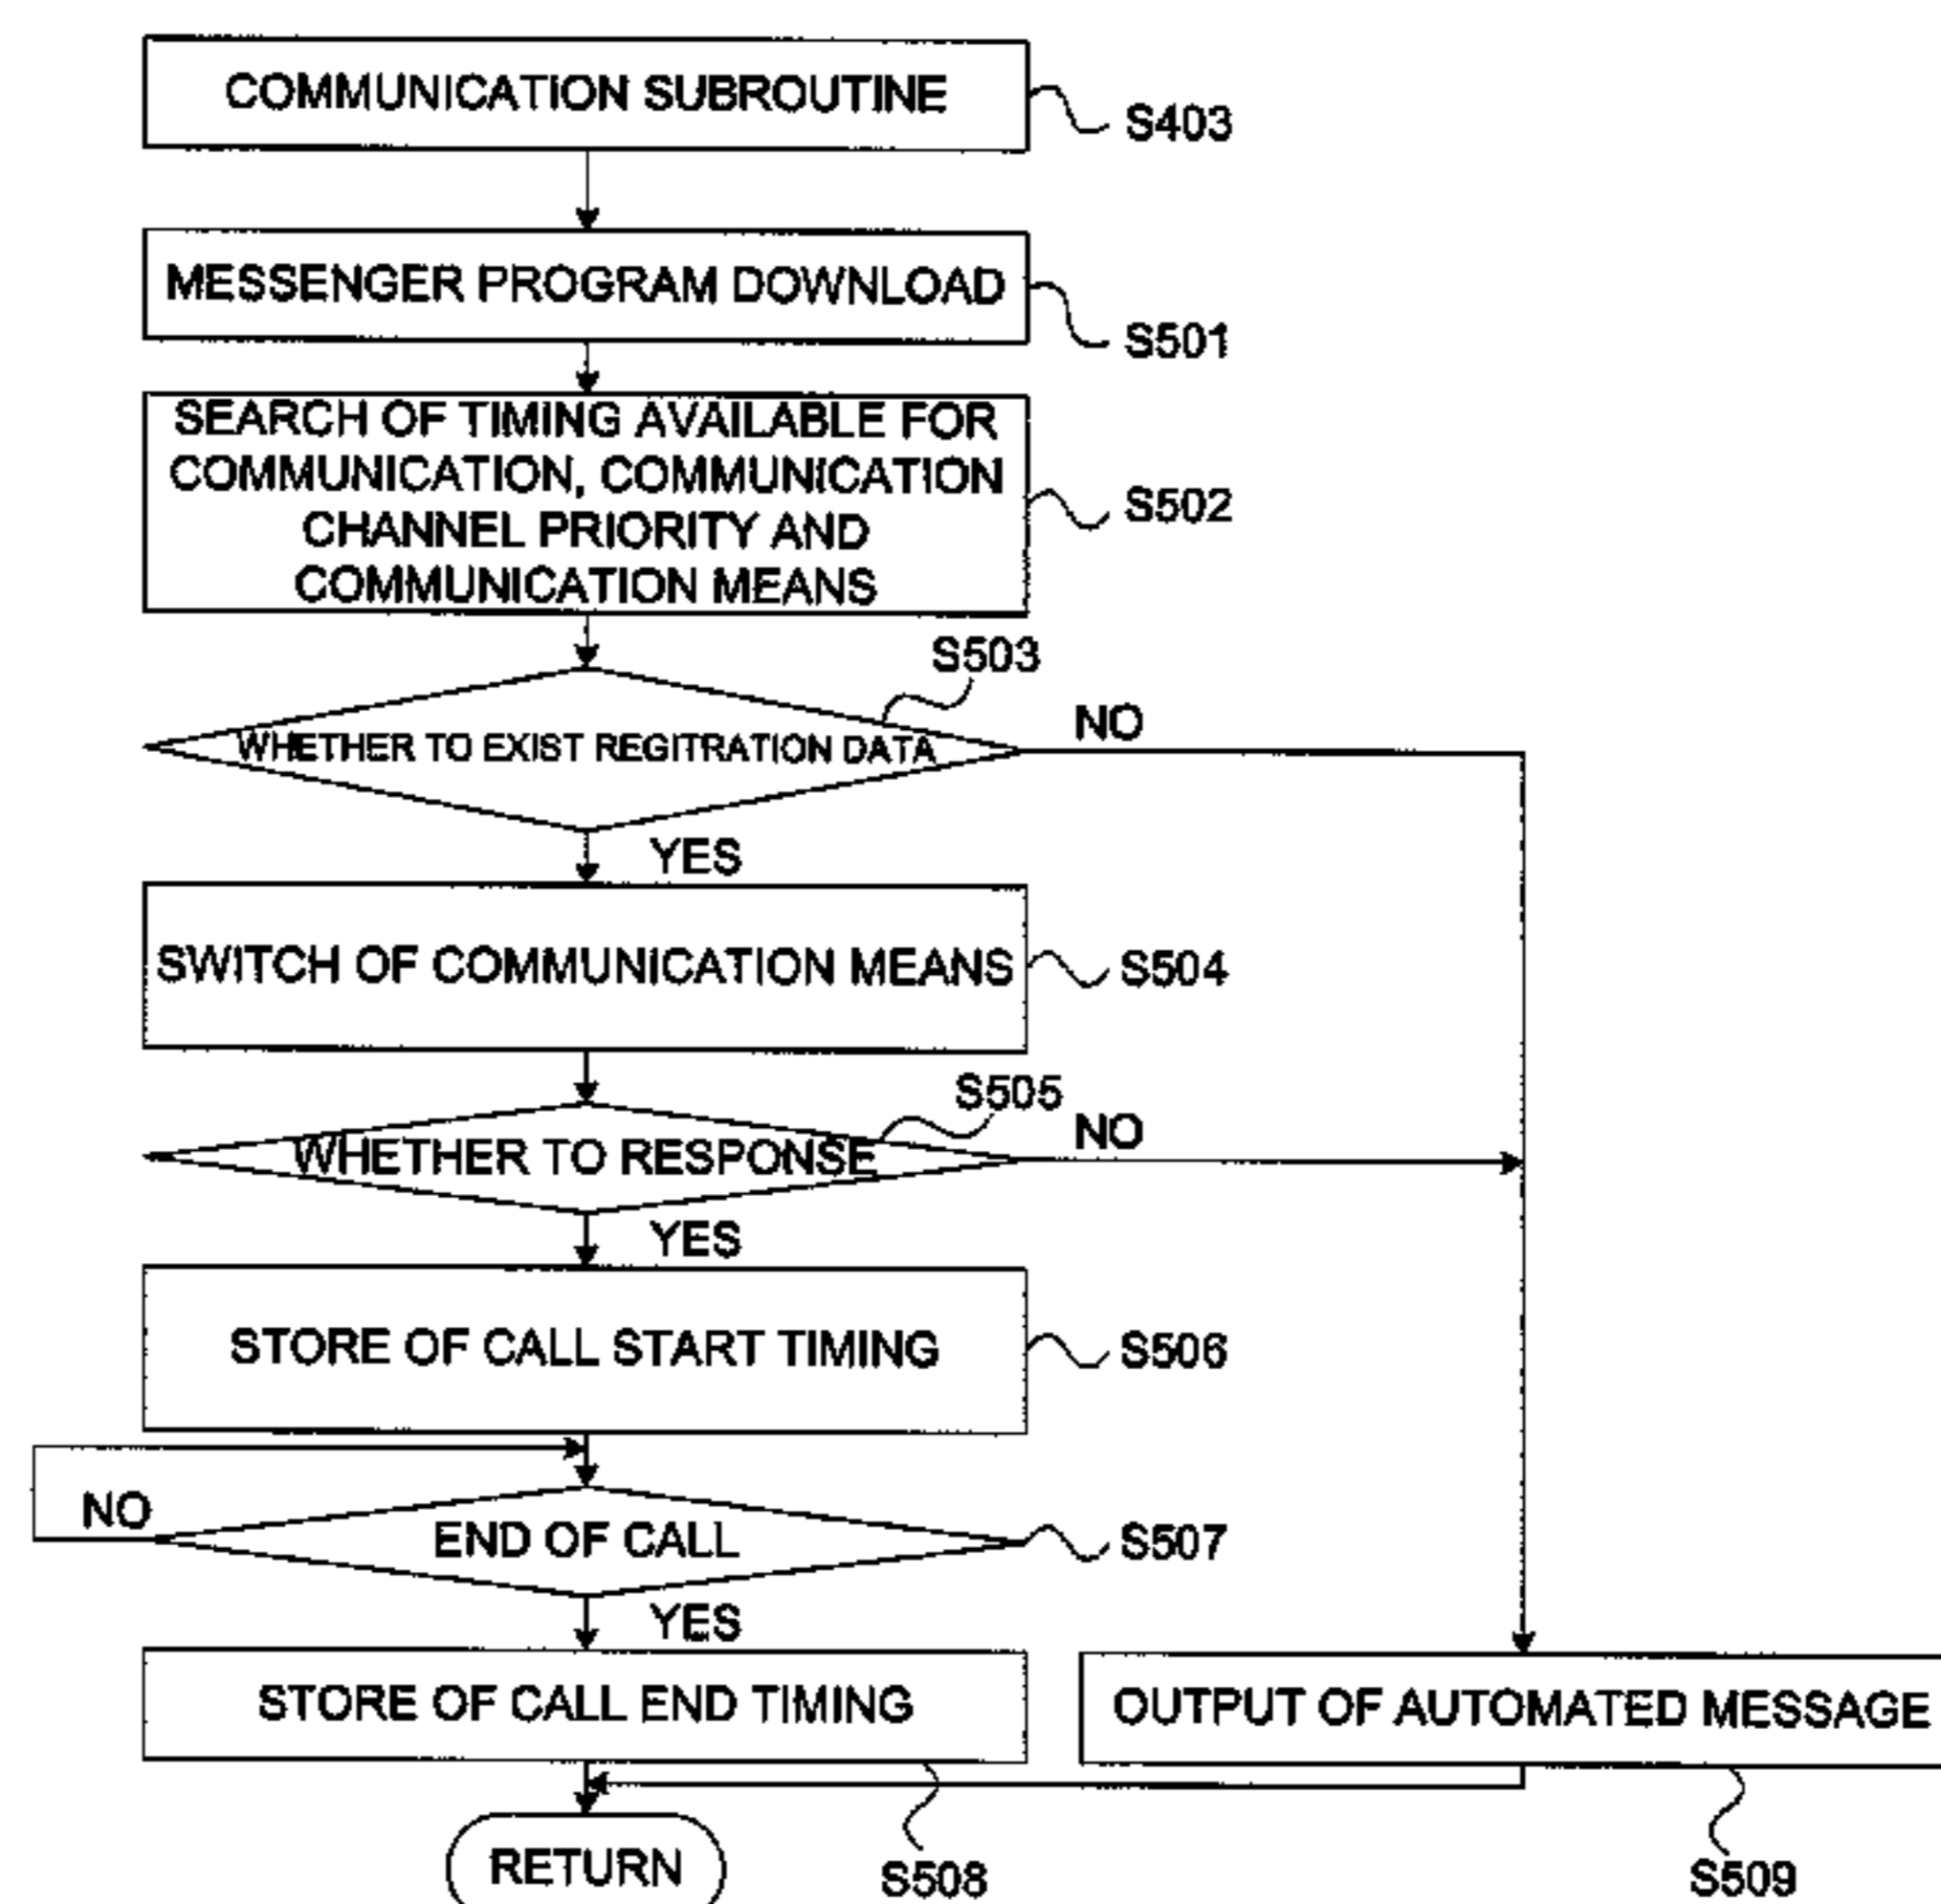 COMMUNICATION SUBROUTINE
S403
MESSENGER PROGRAM DOWNLOAD
S501
SEARCH OF TIMING AVAILABLE FOR
COMMUNICATION, COMMUNICATION
CHANNEL PRIORITY AND
COMMUNICATION MEANS
S502
S503
WHETHER TO EXIST REGITRATION DATA
NO
YES
SWITCH OF COMMUNICATION MEANS
S504
S505
WHETHER TO RESPONSE
NO
YES
STORE OF CALL START TIMING
S506
NO
END OF CALL
S507
YES
STORE OF CALL END TIMING
OUTPUT OF AUTOMATED MESSAGE
RETURN
S508
S509